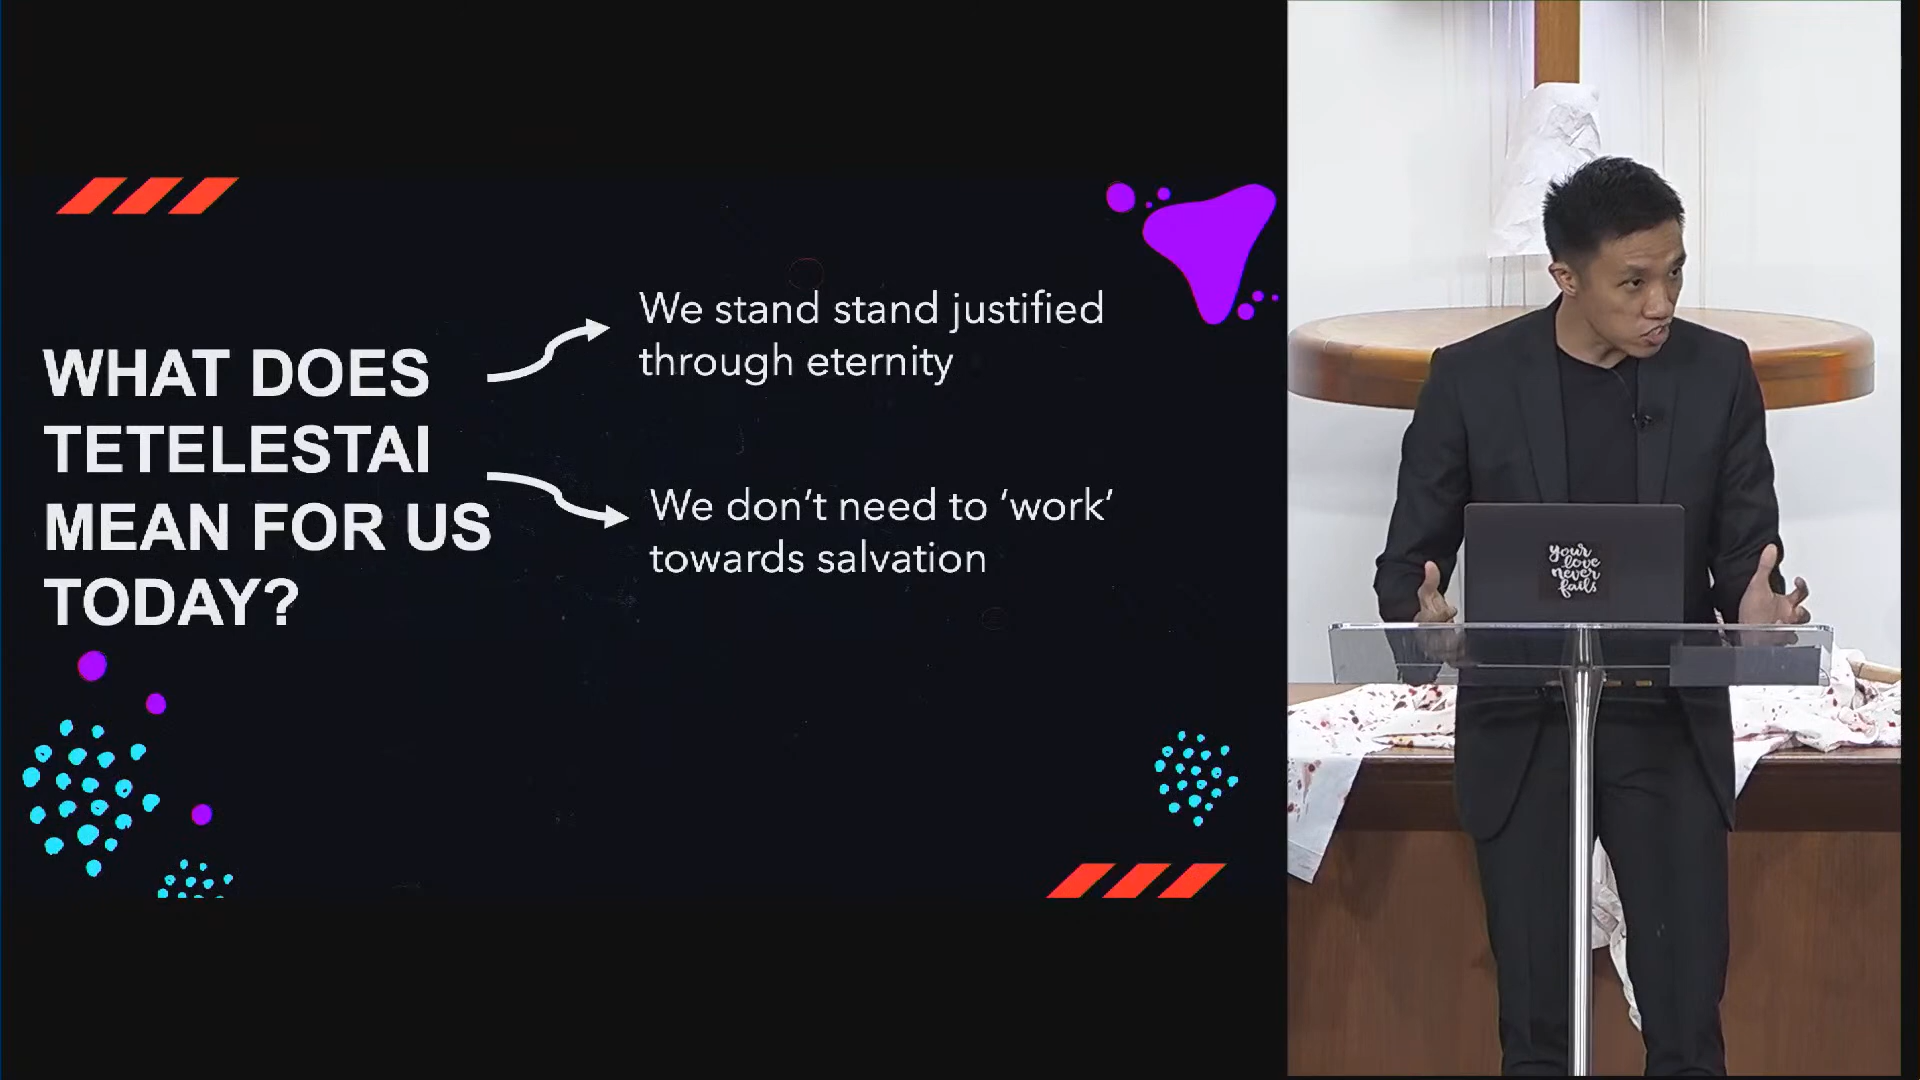 WHAT DOES
TETELESTAI
MEAN FOR US
TODAY?
We stand stand justified
through eternity
We don’t need to ‘work’
towards salvation
your
love
never
fails